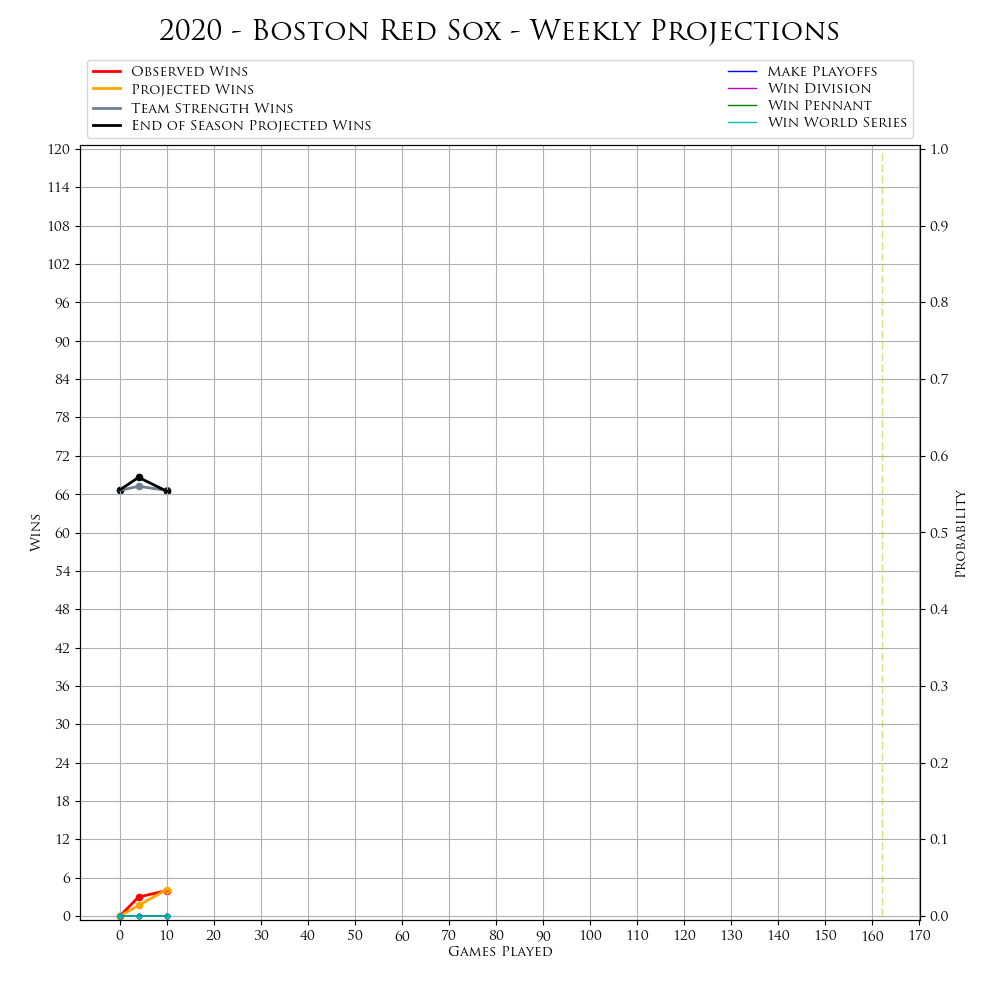 2020 - Boston Red Sox - Weekly Projections
Observed Wins
Projected Wins
Team Strength Wins
End of Season Projected Wins
Make Playoffs
Win Division
Win Pennant
Win World Series
120
114
108
102
96
90
84
78
72
66
60
54
48
42
36
30
24
18
12
6
0
Wins
1.0
0.9
0.8
0.7
0.6
0.5
0.4
0.3
0.2
0.1
0.0
Probability
0 10 20 30 40 50 60 70 80 90 100 110 120 130 140 150 160 170
Games Played